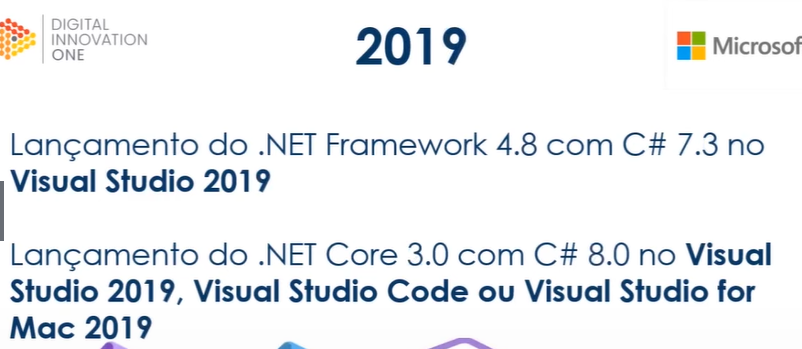 DIGITAL
INNOVATION
ONE
2019
Microsof
Lançamento do .NET Framework 4.8 com C# 7.3 no
Visual Studio 2019
Lançamento do .NET Core 3.0 com C# 8.0 no Visual
Studio 2019, Visual Studio Code ou Visual Studio for
Mac 2019